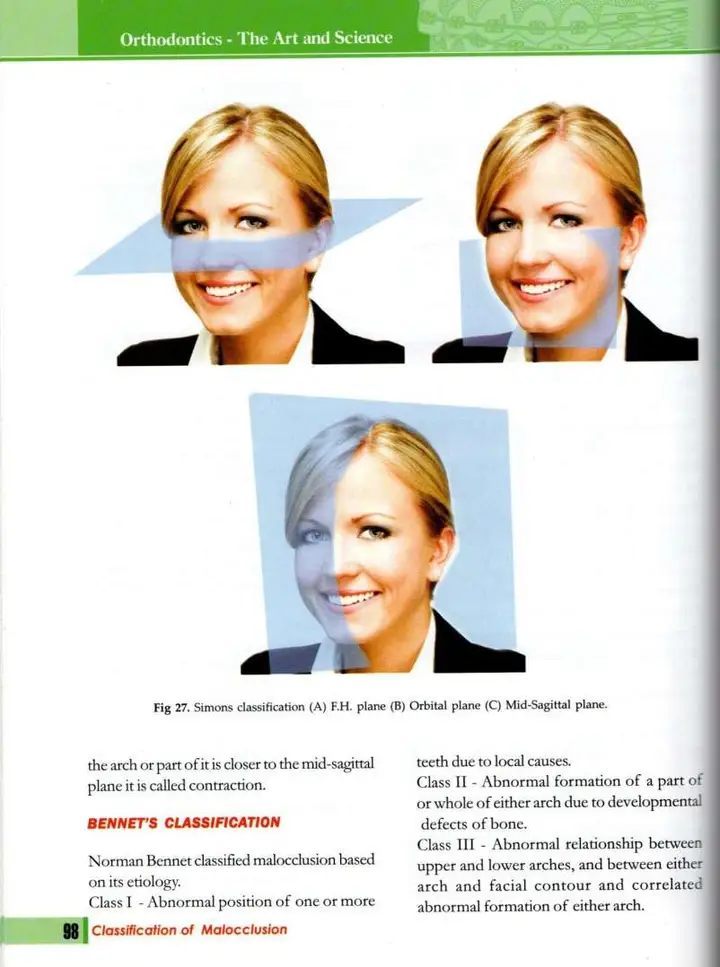 Orthodontics - The Art and Science
Fig 27. Simons classification (A) F.H. plane (B) Orbital plane (C) Mid-Sagittal plane.
the arch or part of it is closer to the mid-sagittal
plane it is called contraction.
BENNET'S CLASSIFICATION
Norman Bennet classified malocclusion based
on its etiology.
Class I - Abnormal position of one or more
teeth due to local causes.
Class II - Abnormal formation of a part of
or whole of either arch due to developmental
defects of bone.
Class III - Abnormal relationship between
upper and lower arches, and between either
arch and facial contour and correlated
abnormal formation of either arch.
98 Classification of Malocclusion